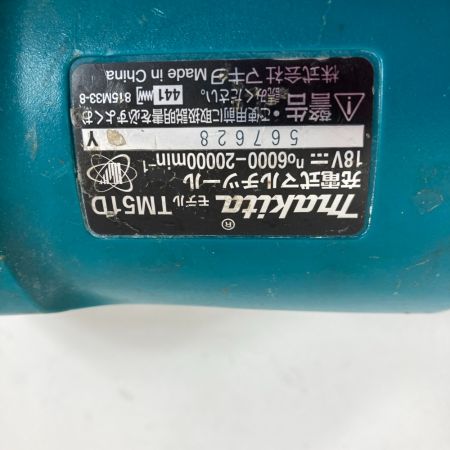 makita®
モデル TM51D
充電式マルチツール
18V⎓ n₀6000-20000min⁻¹
567628 Y
警告 ・ご使用前に取扱説明書を必ずよくお
読みください。 441 815M33-8
株式会社マキタ Made in China